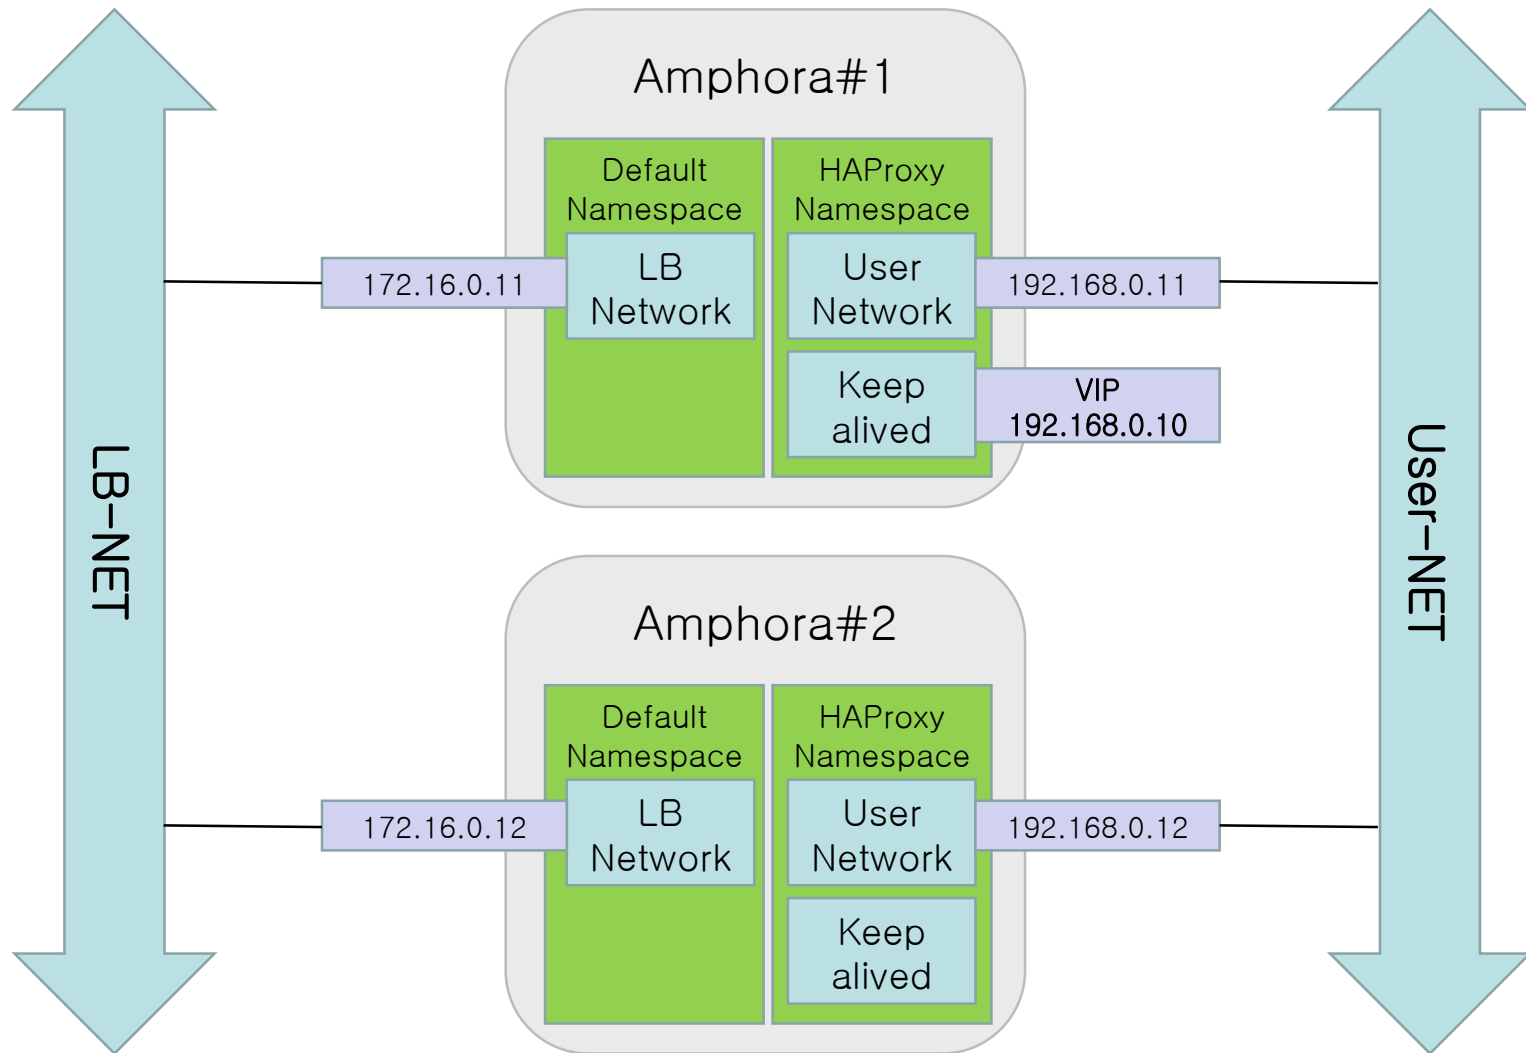 LB-NET
Amphora#1
Default
Namespace
LB
Network
172.16.0.11
HAProxy
Namespace
User
Network
192.168.0.11
Keep
alived
VIP
192.168.0.10
Amphora#2
Default
Namespace
LB
Network
172.16.0.12
HAProxy
Namespace
User
Network
192.168.0.12
Keep
alived
User-NET